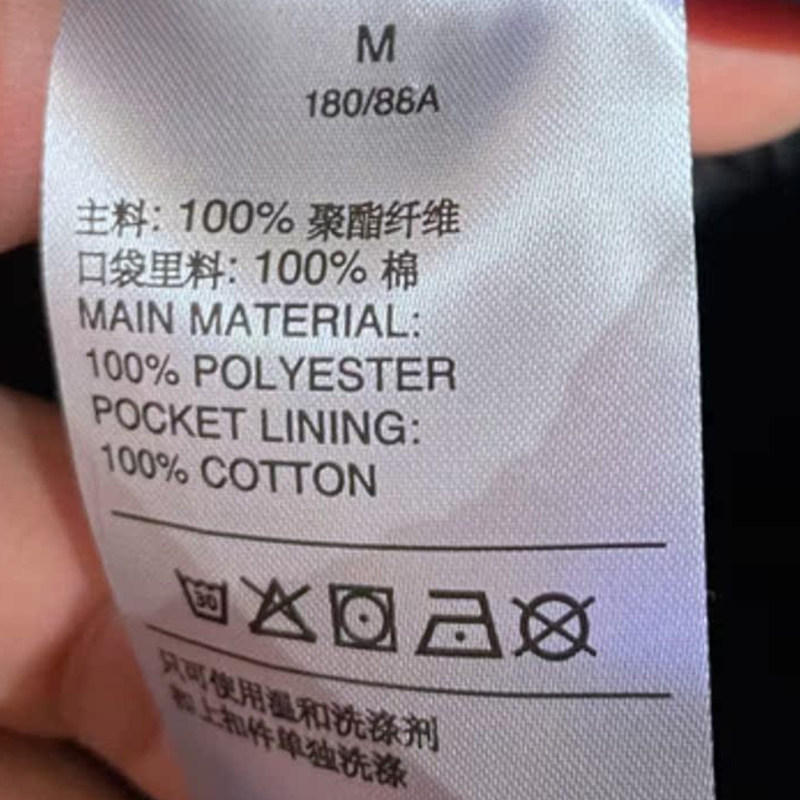 M
180/88A
主料: 100% 聚酯纤维
口袋里料: 100% 棉
MAIN MATERIAL:
100% POLYESTER
POCKET LINING:
100% COTTON
30
只可使用温和洗涤剂
和上扣件单独洗涤